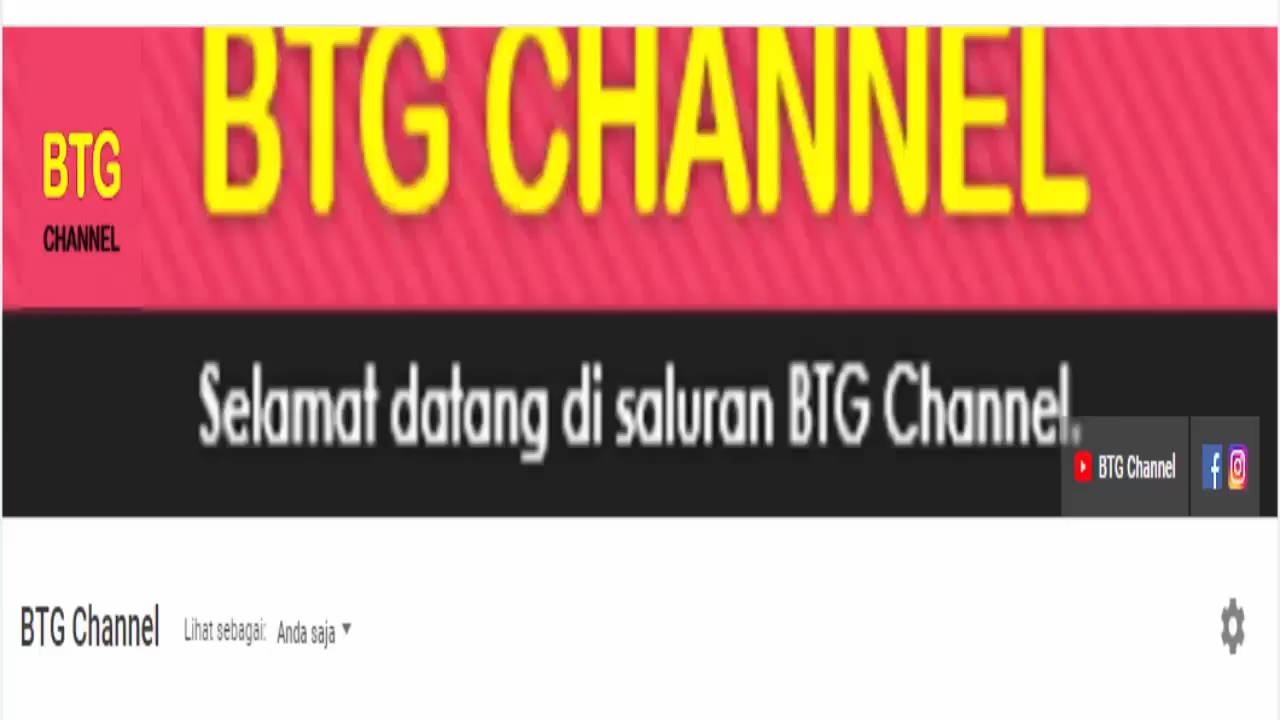 BTG CHANNEL
BTG
CHANNEL
Selamat datang di saluran BTG Channel.
BTG Channel
BTG Channel Lihat sebagai: Anda saja